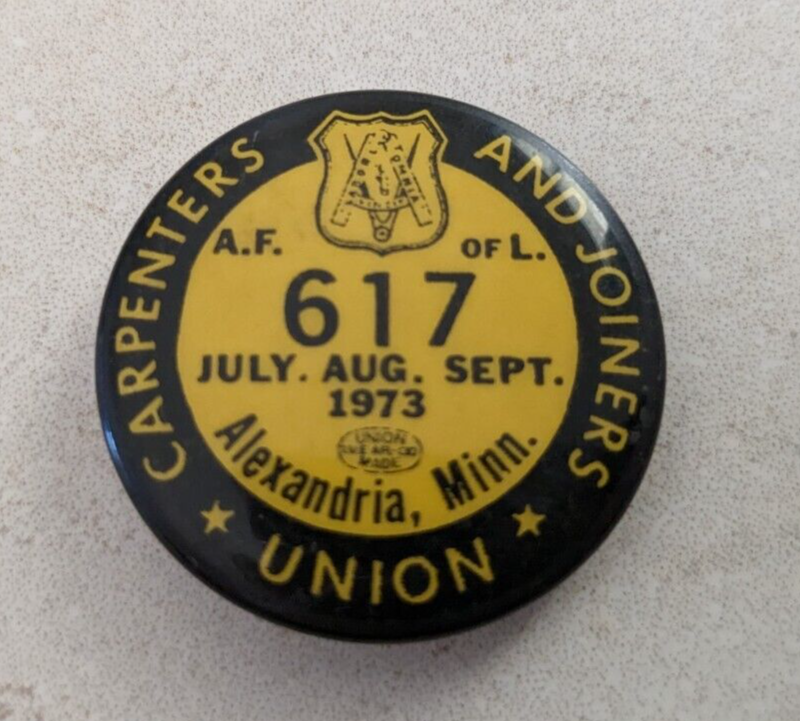 CARPENTERS AND JOINERS
A.F. OF L.
617
JULY. AUG. SEPT.
1973
UNION
MADE
Alexandria, Minn.
★ UNION ★